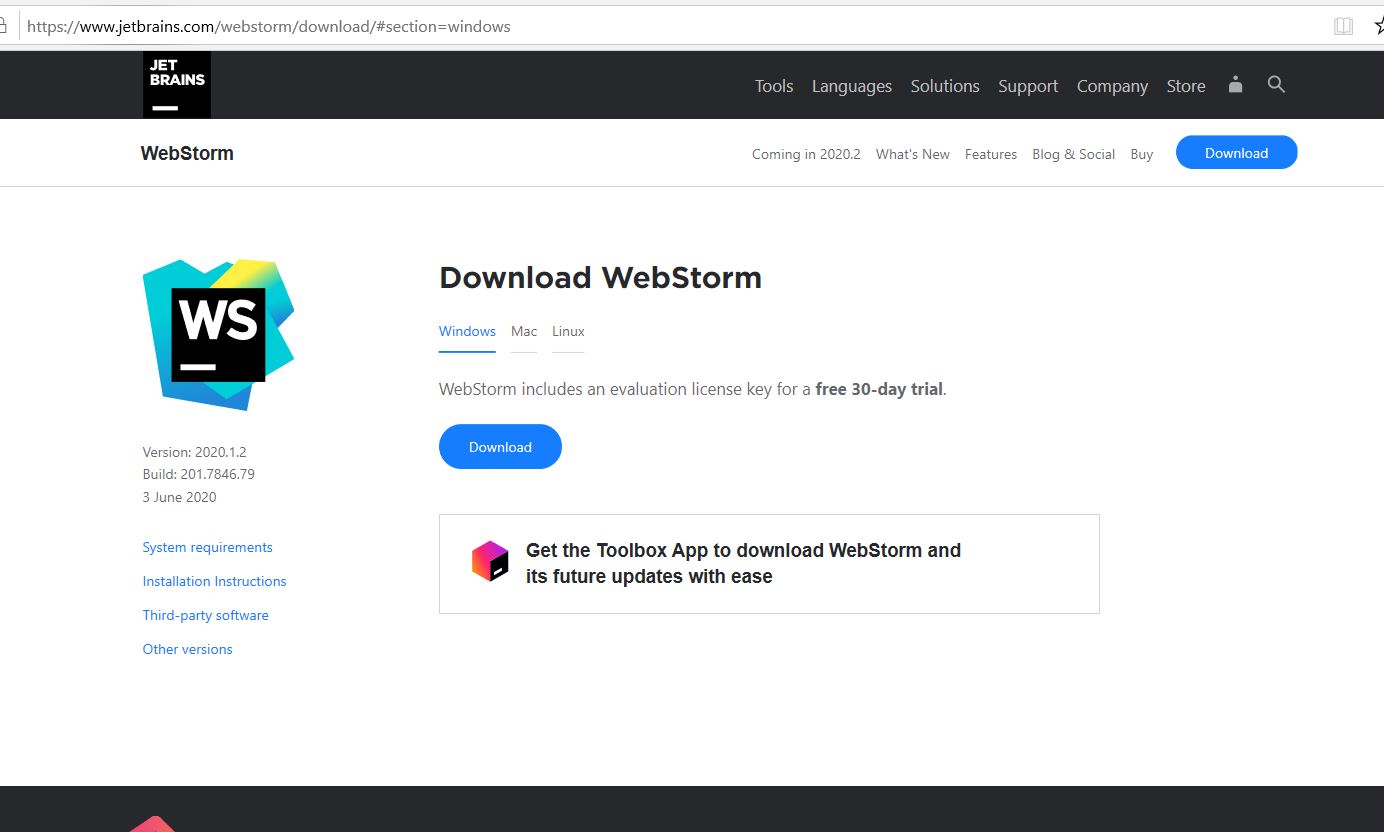 https://www.jetbrains.com/webstorm/download/#section=windows
JET
BRAINS
Tools Languages Solutions Support Company Store
WebStorm
Coming in 2020.2 What's New Features Blog & Social Buy Download
WS
Download WebStorm
Windows Mac Linux
WebStorm includes an evaluation license key for a free 30-day trial.
Download
Version: 2020.1.2
Build: 201.7846.79
3 June 2020
System requirements
Installation Instructions
Third-party software
Other versions
Get the Toolbox App to download WebStorm and
its future updates with ease